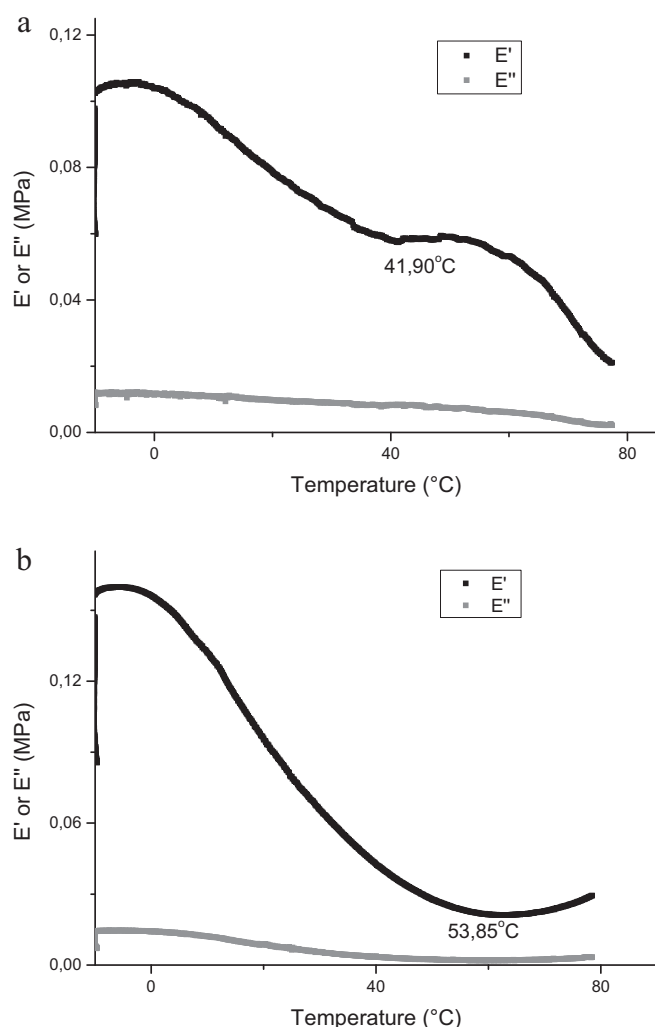 a
0,12
E'
E''
0,08
E' or E'' (MPa)
41,90°C
0,04
0,00
0
40
80
Temperature (°C)
b
E'
E''
0,12
E' or E'' (MPa)
0,06
53,85°C
0,00
0
40
80
Temperature (°C)